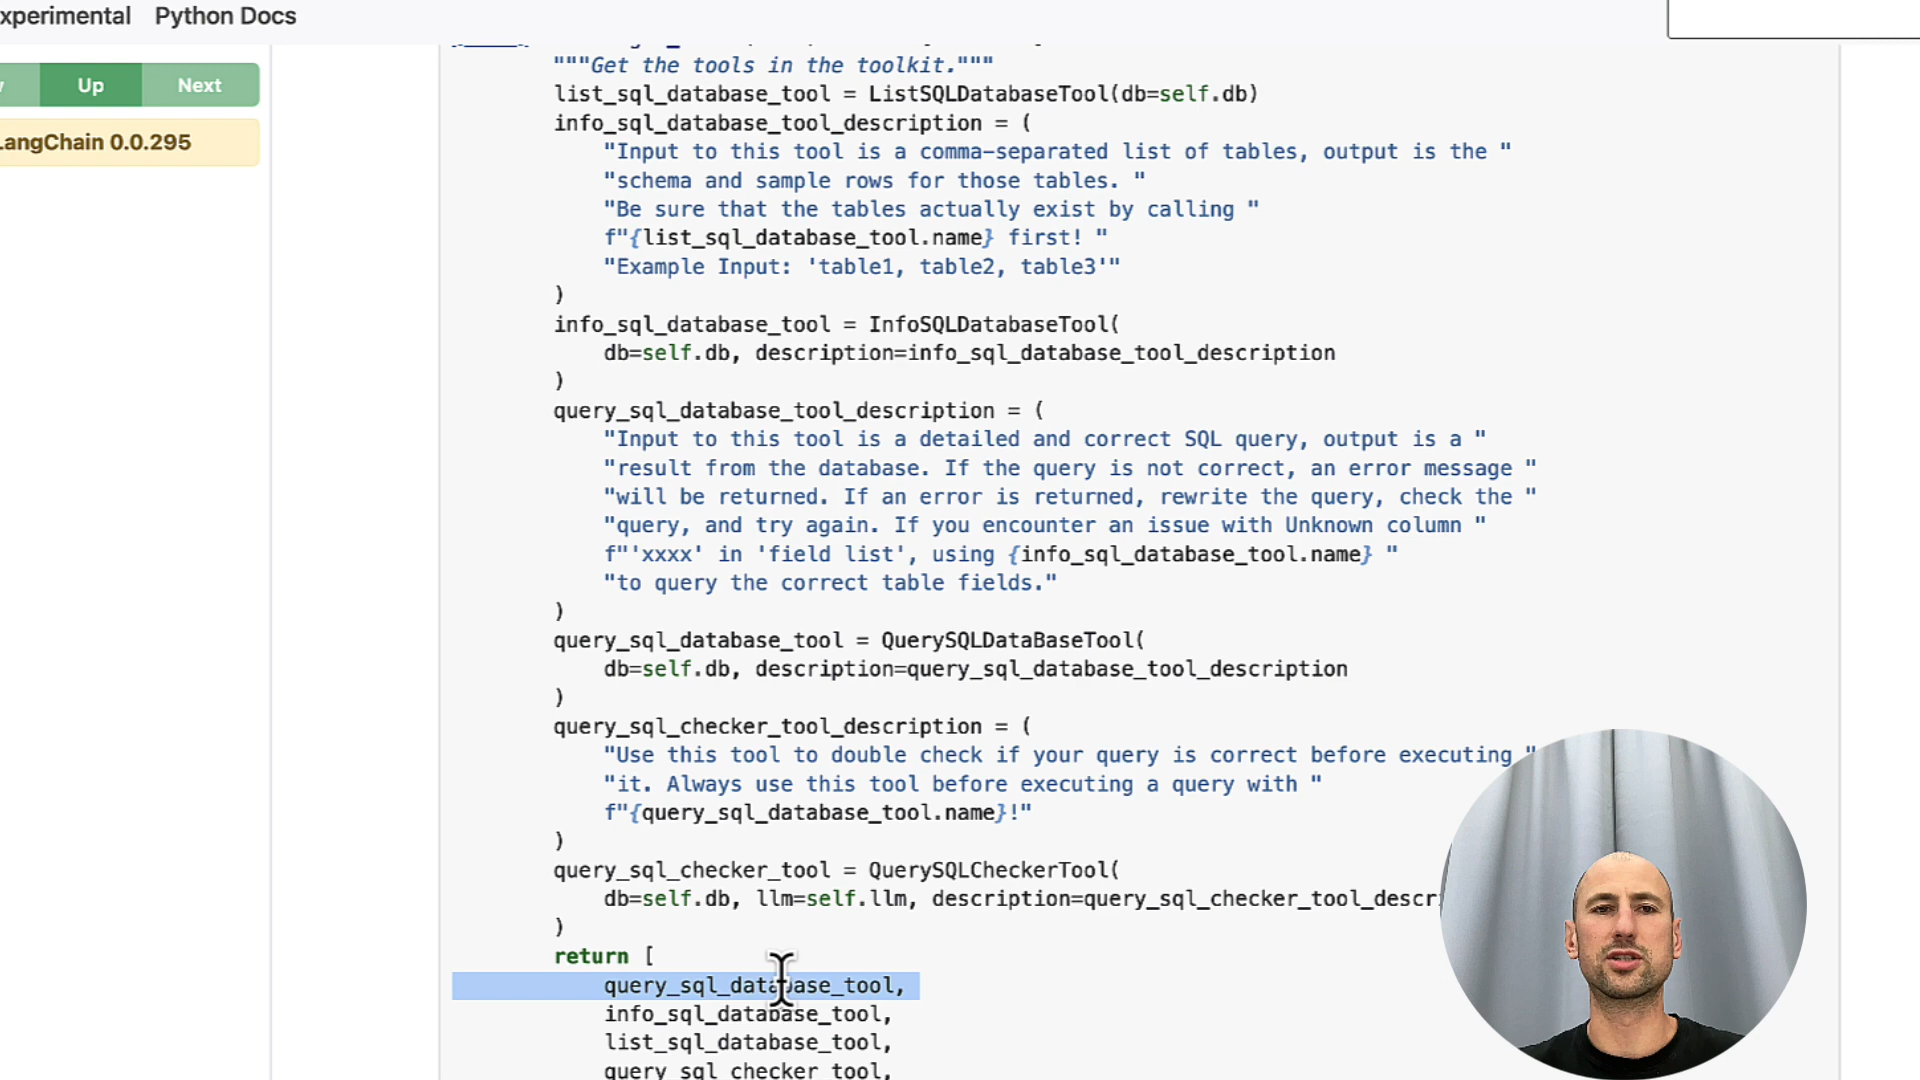 xperimental Python Docs
Up
Next
LangChain 0.0.295
"""Get the tools in the toolkit."""
list_sql_database_tool = ListSQLDatabaseTool(db=self.db)
info_sql_database_tool_description = (
"Input to this tool is a comma-separated list of tables, output is the "
"schema and sample rows for those tables. "
"Be sure that the tables actually exist by calling "
f"{list_sql_database_tool.name} first! "
"Example Input: 'table1, table2, table3'"
)
info_sql_database_tool = InfoSQLDatabaseTool(
db=self.db, description=info_sql_database_tool_description
)
query_sql_database_tool_description = (
"Input to this tool is a detailed and correct SQL query, output is a "
"result from the database. If the query is not correct, an error message "
"will be returned. If an error is returned, rewrite the query, check the "
"query, and try again. If you encounter an issue with Unknown column "
f"'xxxx' in 'field list', using {info_sql_database_tool.name} "
"to query the correct table fields."
)
query_sql_database_tool = QuerySQLDataBaseTool(
db=self.db, description=query_sql_database_tool_description
)
query_sql_checker_tool_description = (
"Use this tool to double check if your query is correct before executing "
"it. Always use this tool before executing a query with "
f"{query_sql_database_tool.name}!"
)
query_sql_checker_tool = QuerySQLCheckerTool(
db=self.db, llm=self.llm, description=query_sql_checker_tool_descr
)
return [
query_sql_database_tool,
info_sql_database_tool,
list_sql_database_tool,
query_sql_checker_tool,